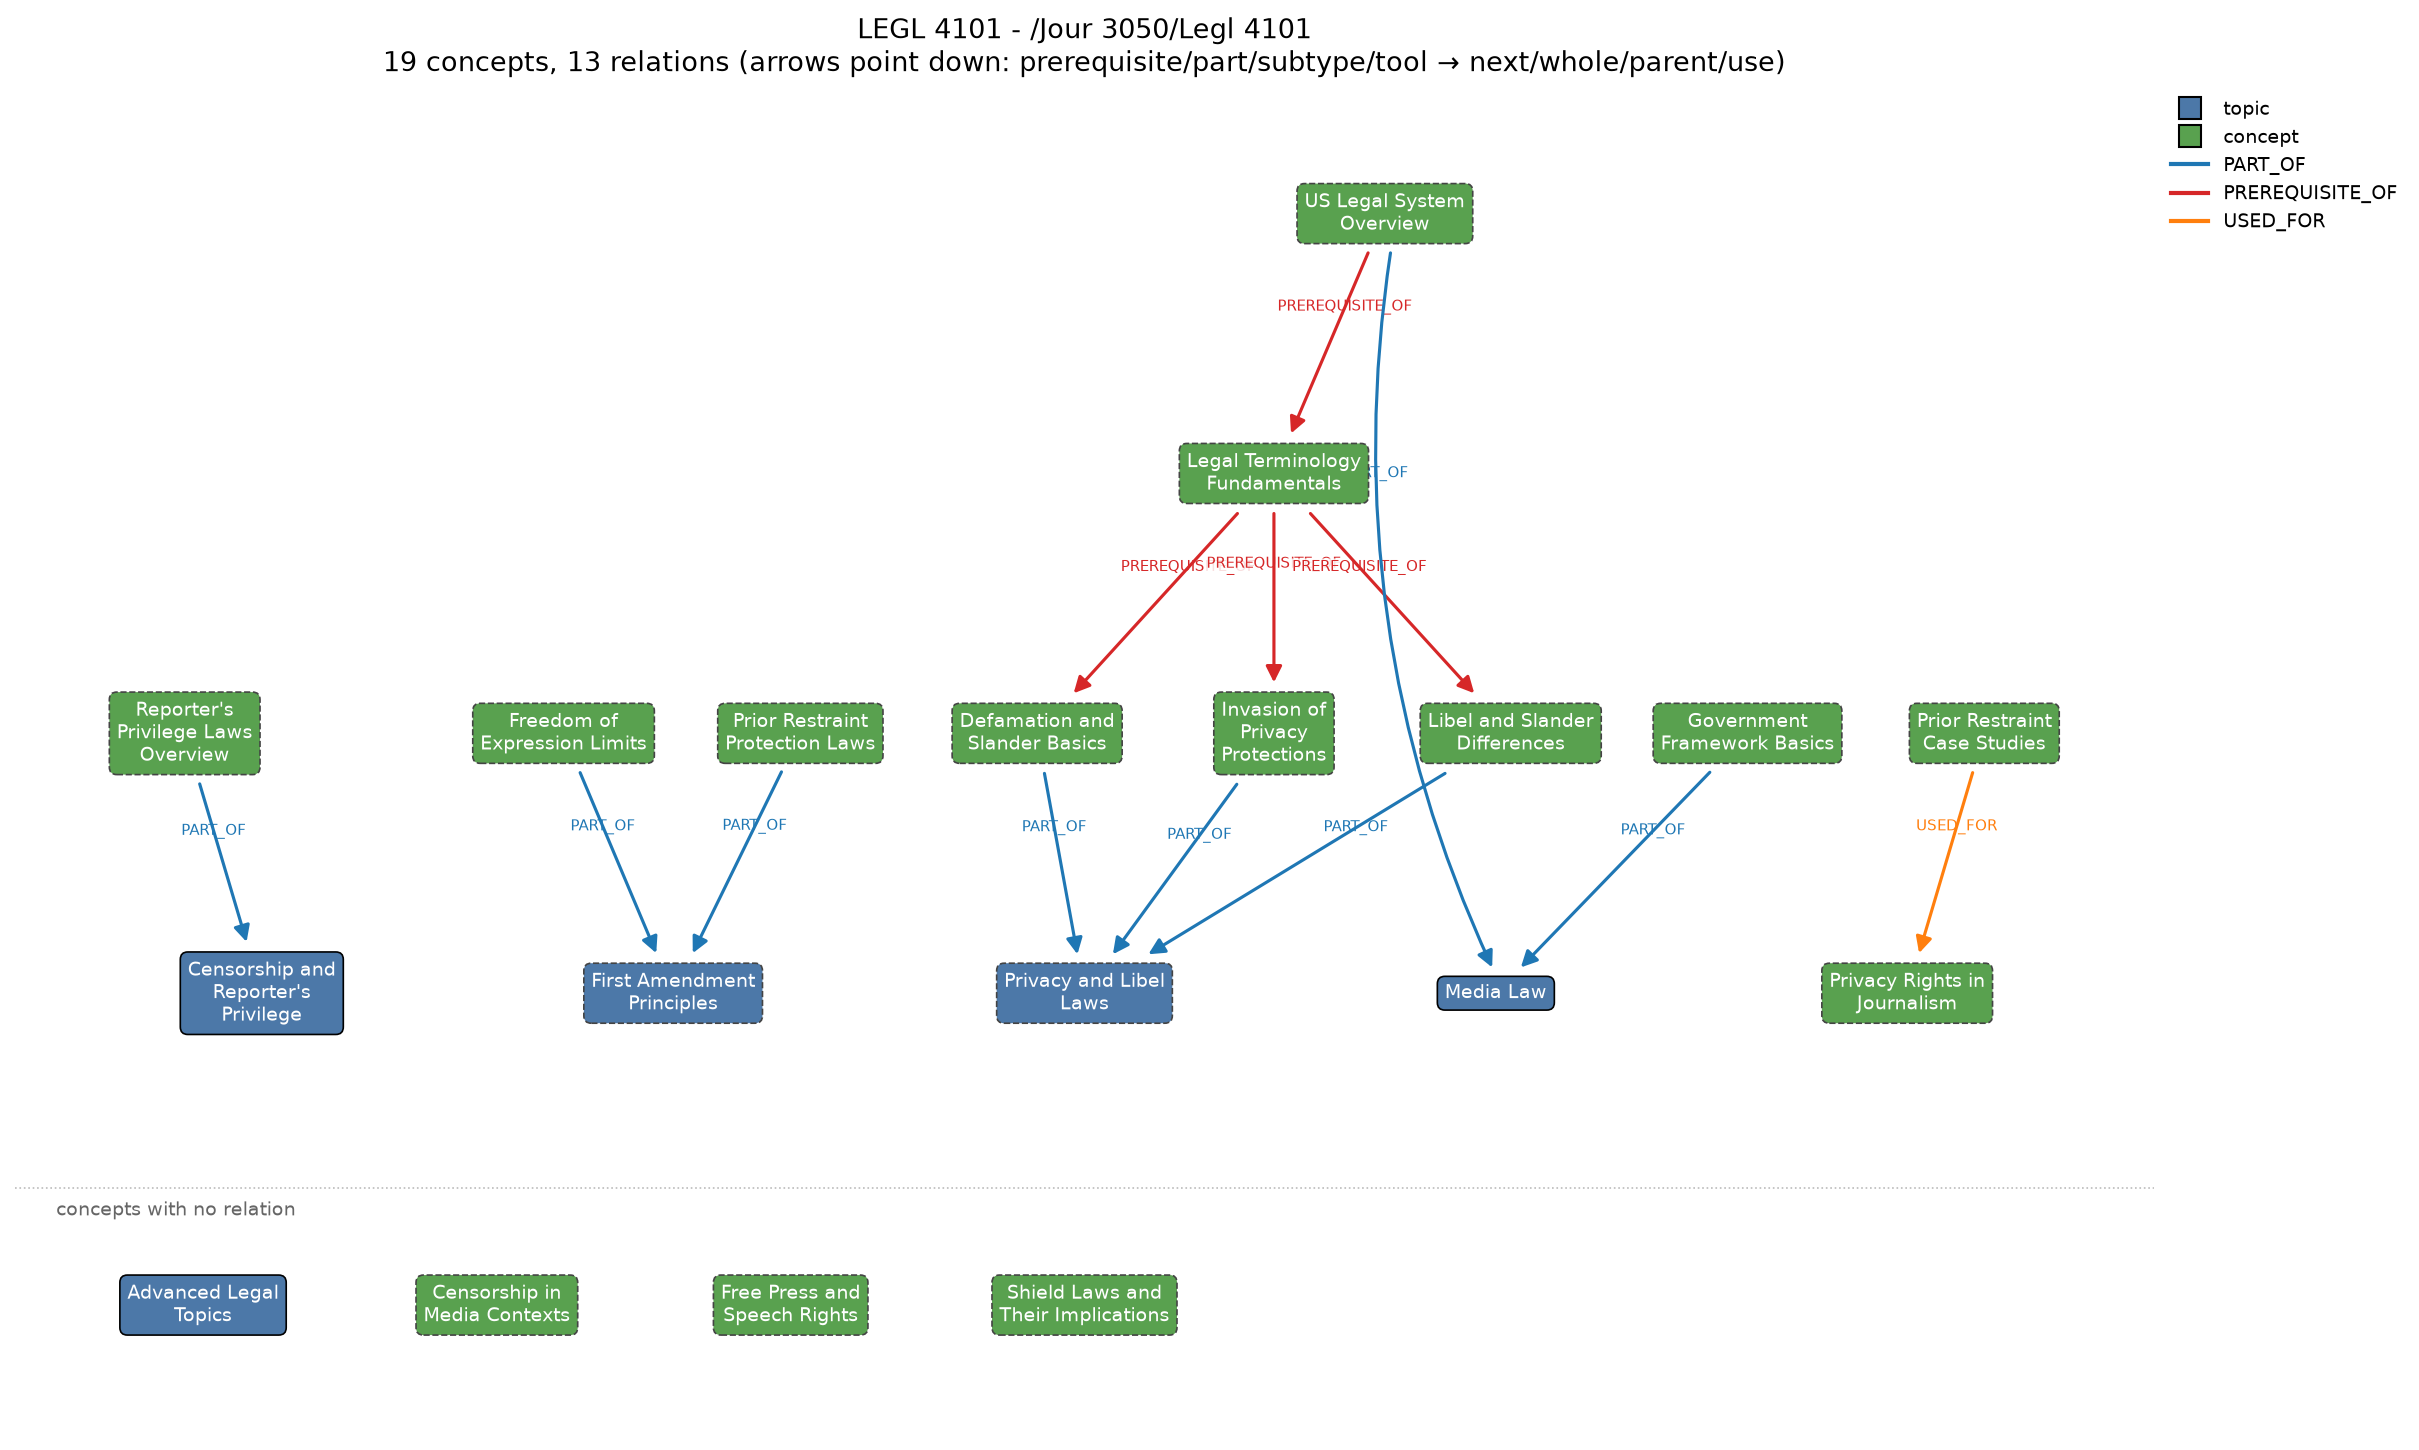 LEGL 4101 - /Jour 3050/Legl 4101
19 concepts, 13 relations (arrows point down: prerequisite/part/subtype/tool → next/whole/parent/use)
topic
concept
PART_OF
PREREQUISITE_OF
USED_FOR
US Legal System
Overview
PREREQUISITE_OF
Legal Terminology
Fundamentals
T_OF
PREREQUISITE_OF
PREREQUISITE_OF
PREREQUISITE_OF
Reporter's
Privilege Laws
Overview
Freedom of
Expression Limits
Prior Restraint
Protection Laws
Defamation and
Slander Basics
Invasion of
Privacy
Protections
Libel and Slander
Differences
Government
Framework Basics
Prior Restraint
Case Studies
PART_OF
PART_OF
PART_OF
PART_OF
PART_OF
PART_OF
PART_OF
USED_FOR
Censorship and
Reporter's
Privilege
First Amendment
Principles
Privacy and Libel
Laws
Media Law
Privacy Rights in
Journalism
concepts with no relation
Advanced Legal
Topics
Censorship in
Media Contexts
Free Press and
Speech Rights
Shield Laws and
Their Implications